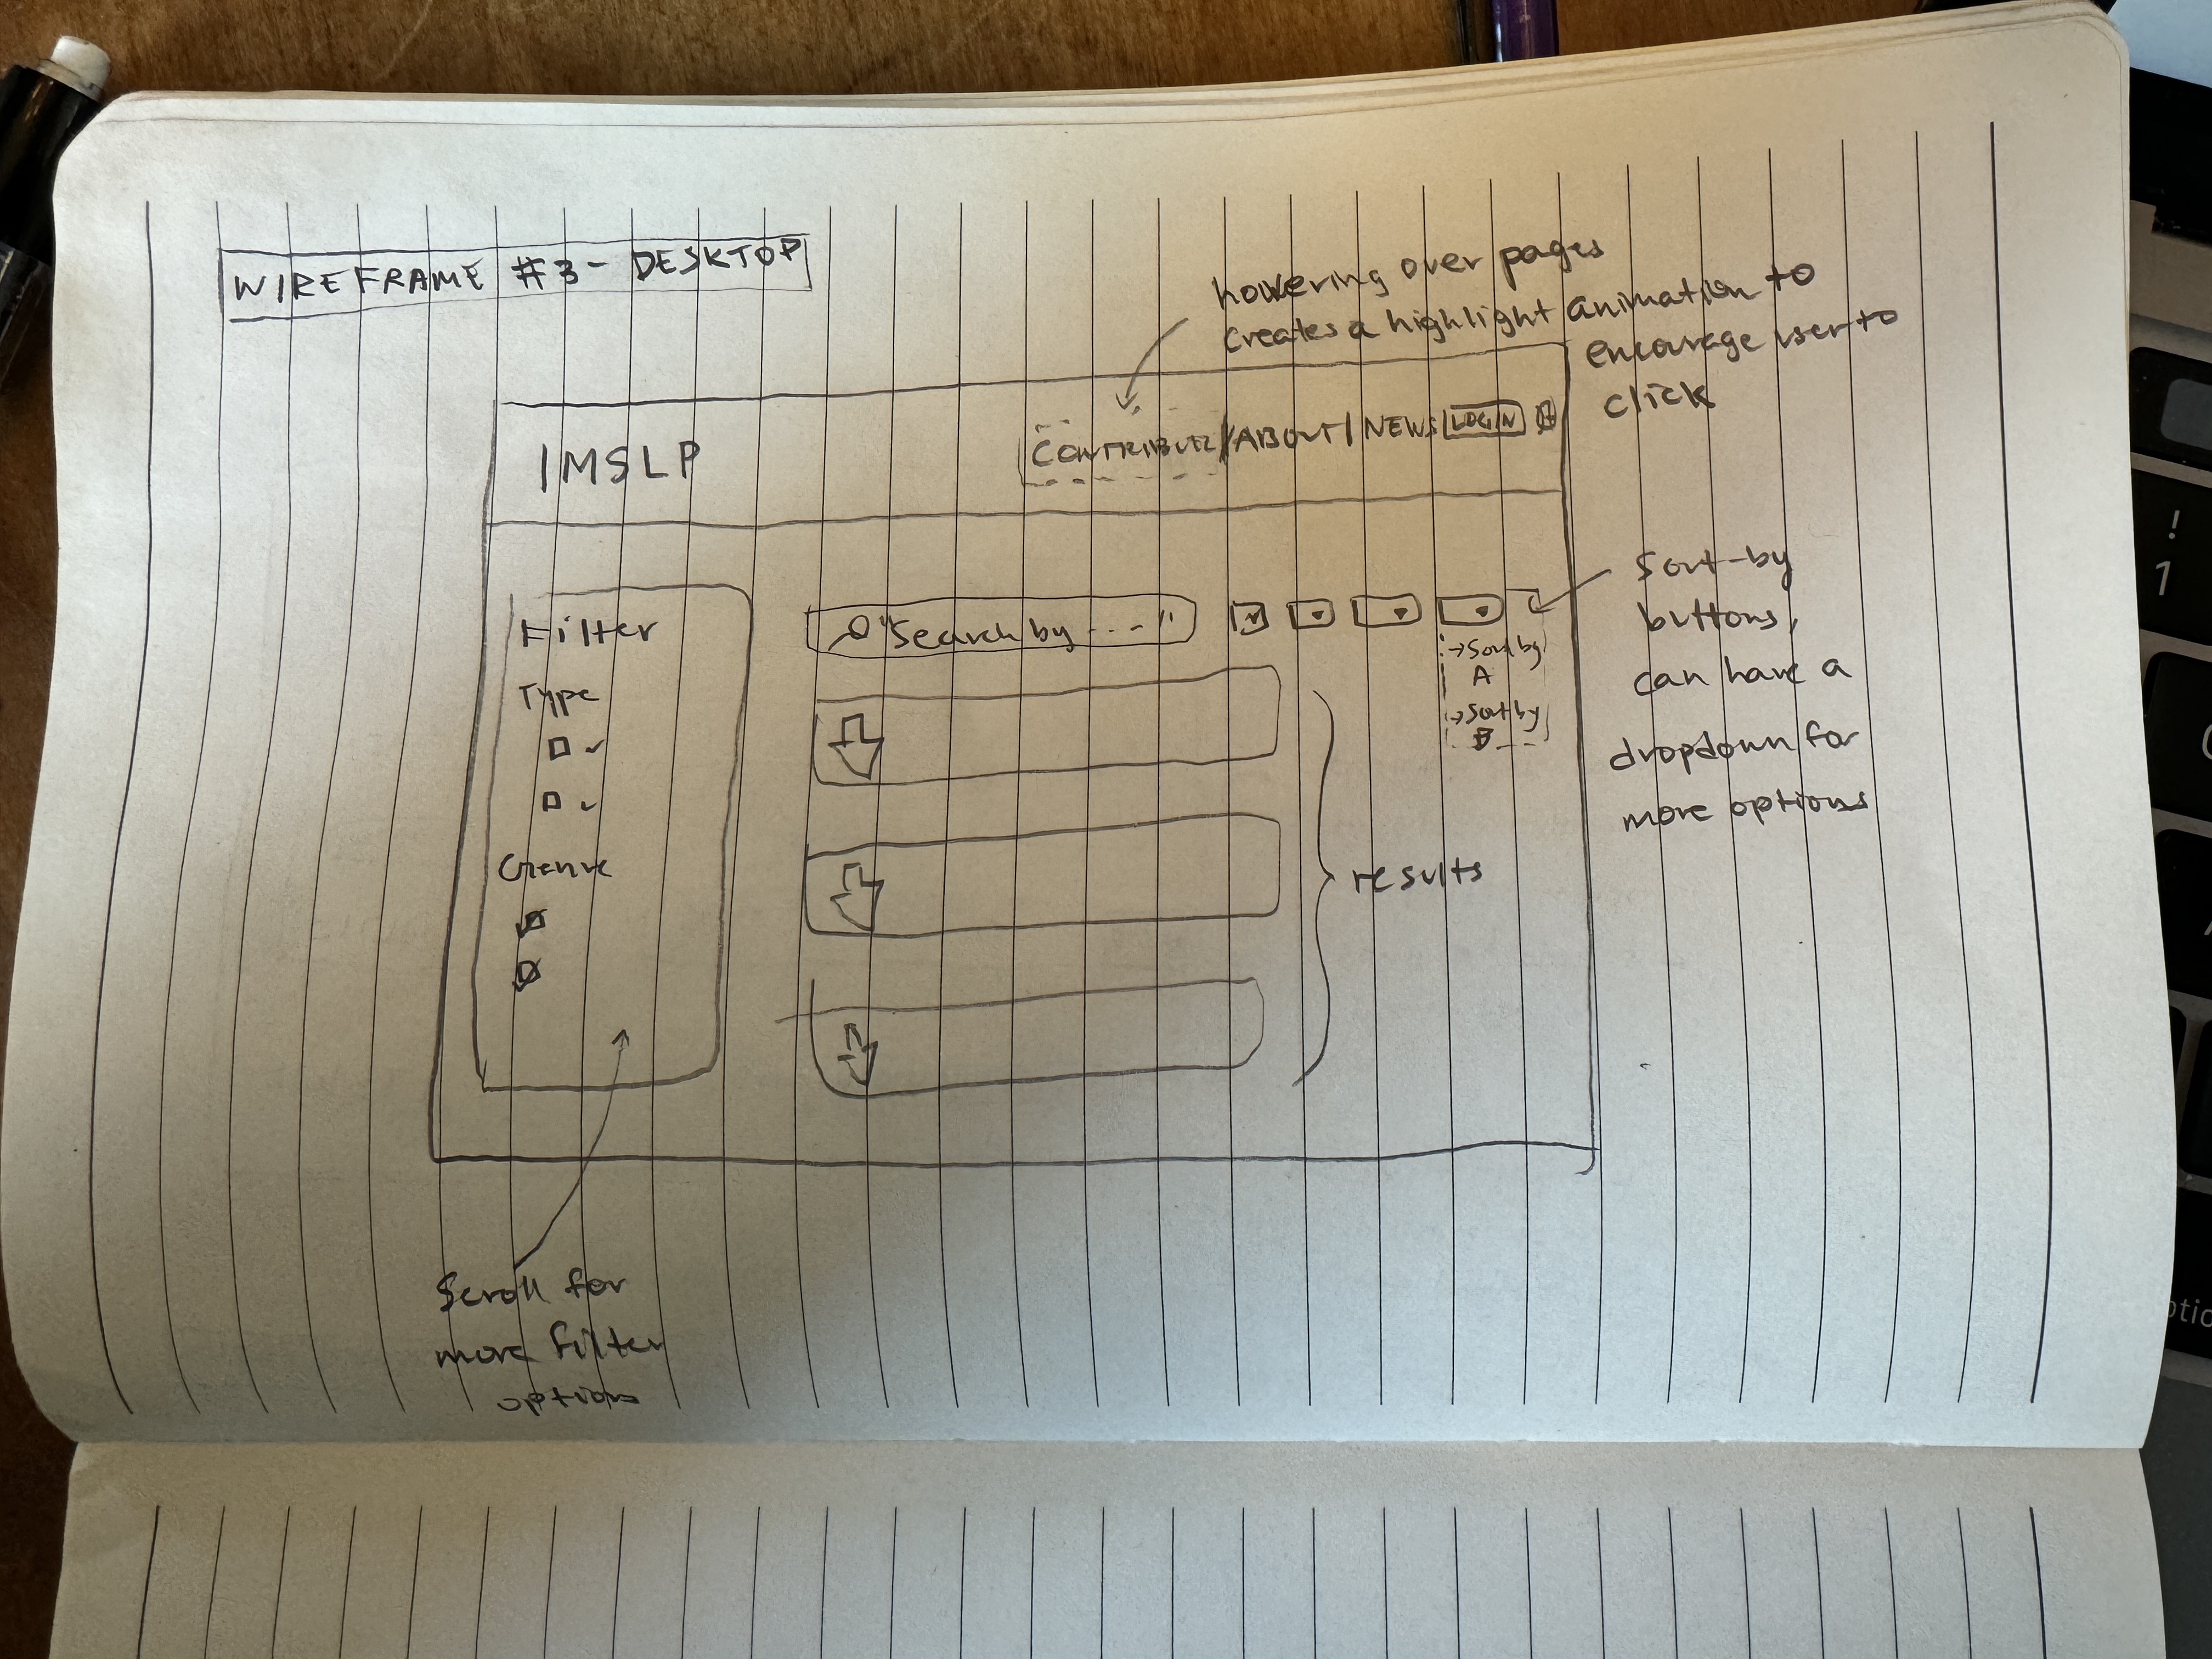 WIREFRAME #3 - DESKTOP
hovering over pages
creates a highlight animation to
encourage user to
click
IMSLP
CONTRIBUTE / ABOUT / NEWS LOGIN
Filter
Type
Genre
"Search by ..."
→ Sort by
A
→ Sort by
B
Sort-by
buttons,
can have a
dropdown for
more options
results
Scroll for
more filter
options
!
1